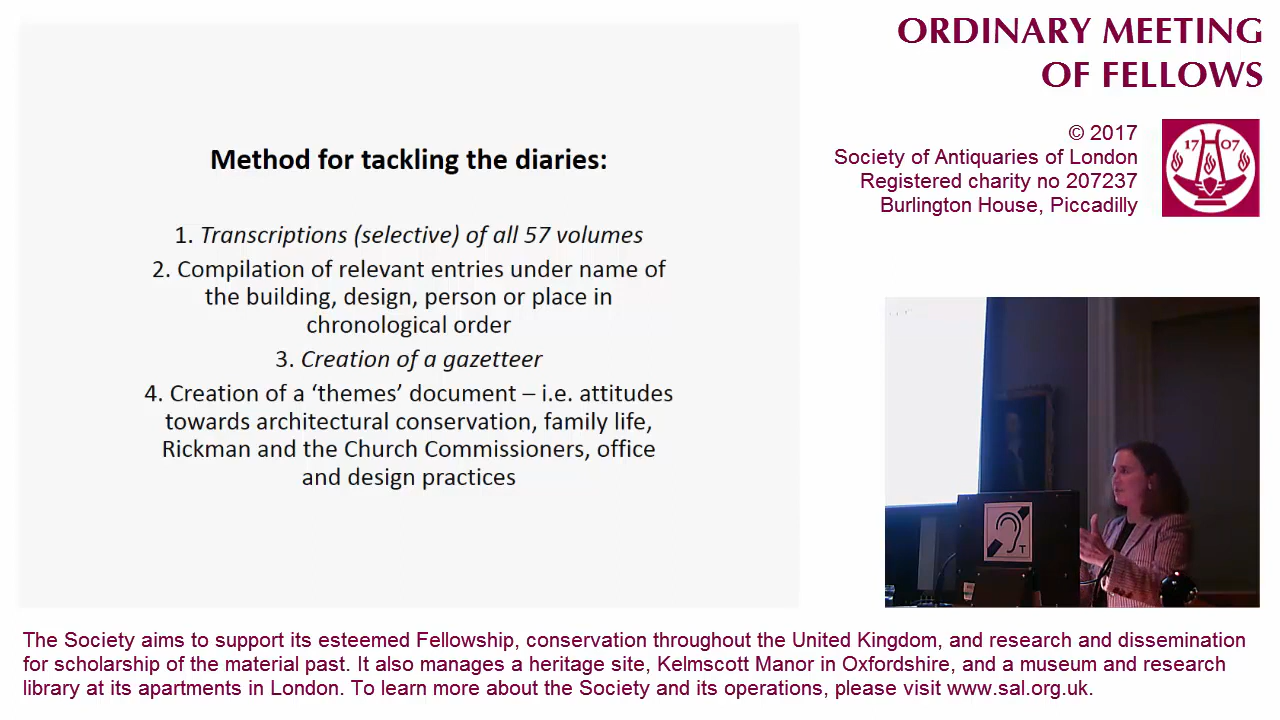 ORDINARY MEETING
OF FELLOWS
© 2017
Society of Antiquaries of London
Registered charity no 207237
Burlington House, Piccadilly
17 07
Method for tackling the diaries:
1. Transcriptions (selective) of all 57 volumes
2. Compilation of relevant entries under name of
the building, design, person or place in
chronological order
3. Creation of a gazetteer
4. Creation of a ‘themes’ document – i.e. attitudes
towards architectural conservation, family life,
Rickman and the Church Commissioners, office
and design practices
T
The Society aims to support its esteemed Fellowship, conservation throughout the United Kingdom, and research and dissemination
for scholarship of the material past. It also manages a heritage site, Kelmscott Manor in Oxfordshire, and a museum and research
library at its apartments in London. To learn more about the Society and its operations, please visit www.sal.org.uk.